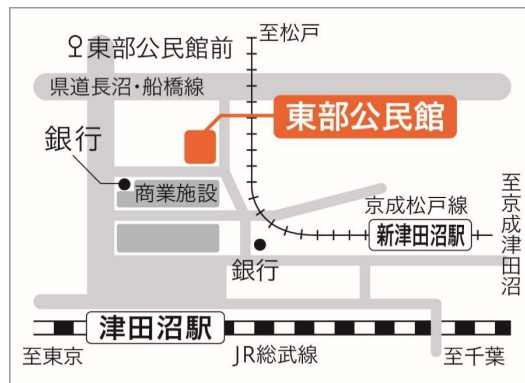 至松戸
東部公民館前
県道長沼・船橋線
東部公民館
銀行
商業施設
京成松戸線
新津田沼駅
至京成津田沼
銀行
津田沼駅
至東京
JR総武線
至千葉